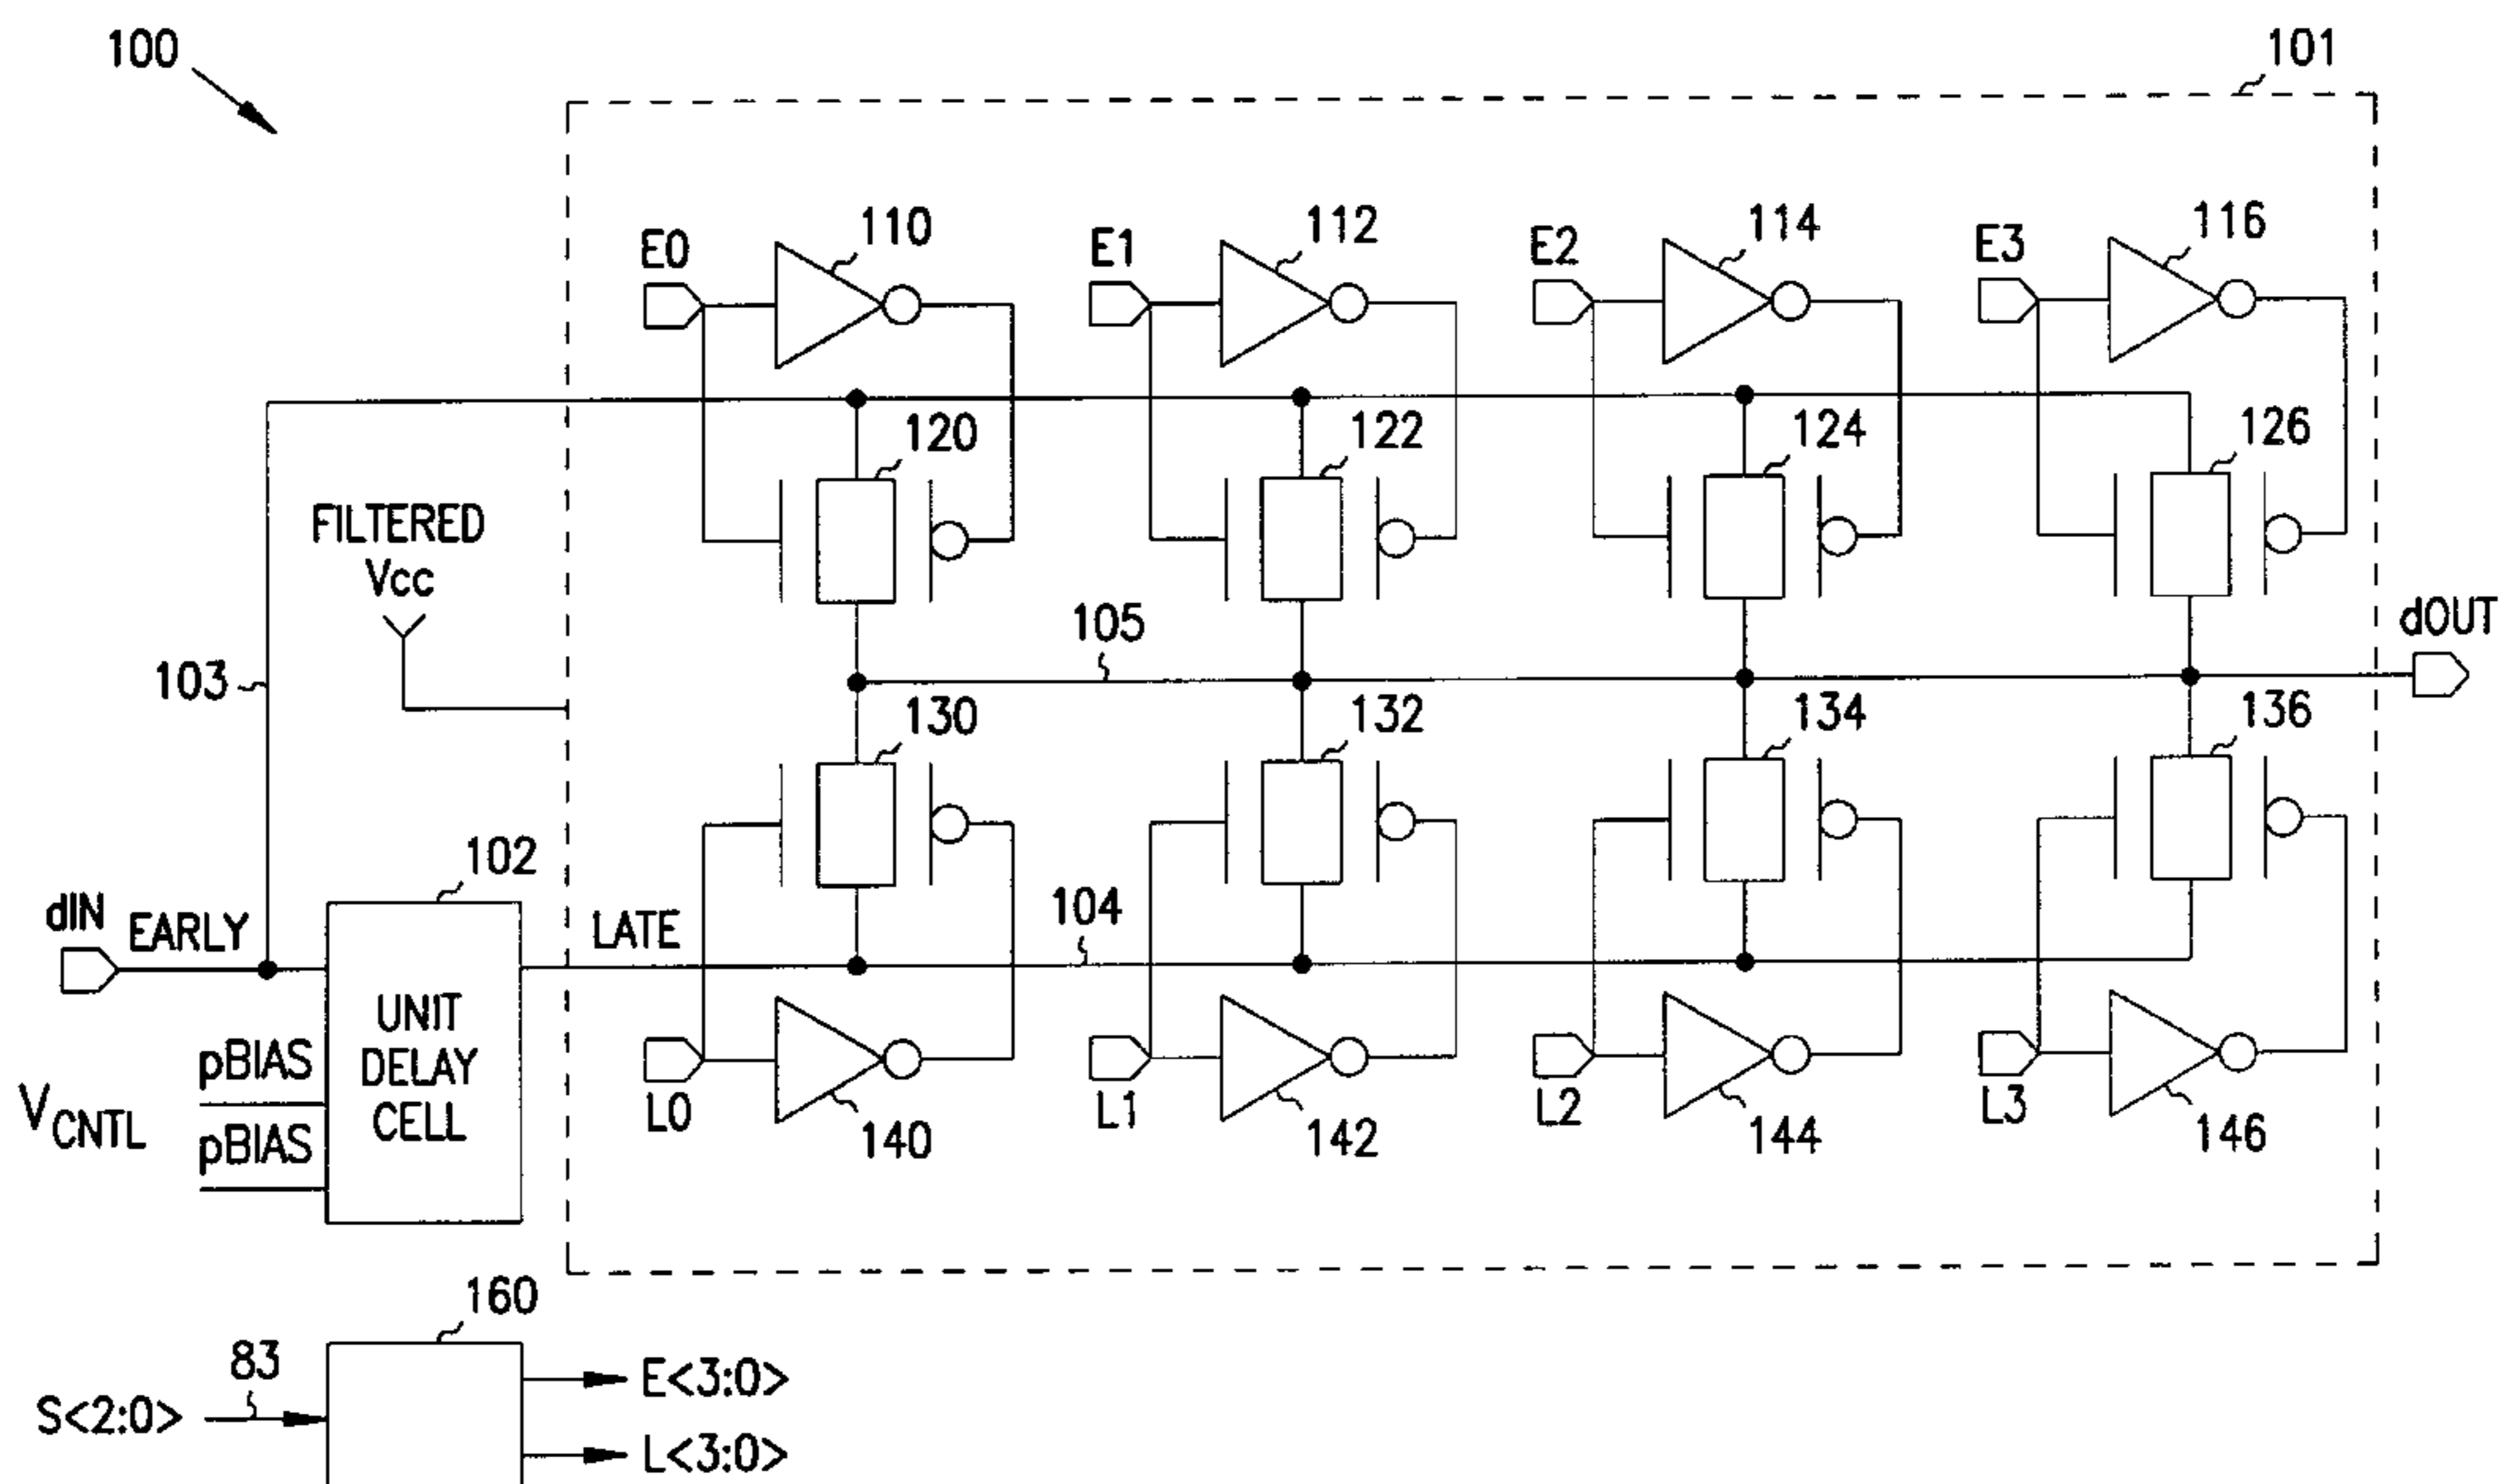 100
101
110
112
114
116
E0
E1
E2
E3
120
122
124
126
FILTERED
Vcc
105
dOUT
103
130
132
134
136
102
dIN
EARLY
LATE
104
UNIT
DELAY
CELL
pBIAS
VCNTL
pBIAS
L0
L1
L2
L3
140
142
144
146
160
83
S<2:0>
E<3:0>
L<3:0>